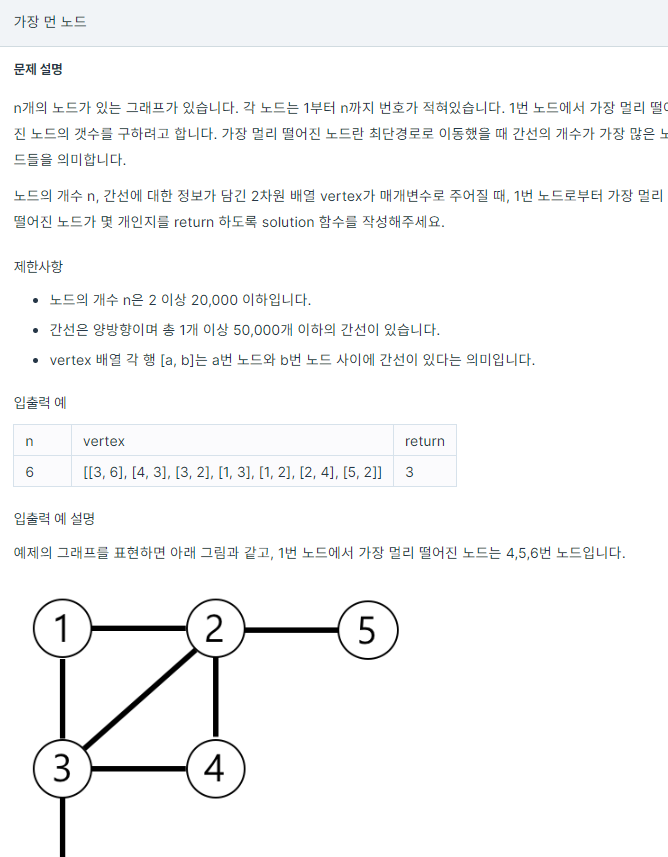 가장 먼 노드
문제 설명
n개의 노드가 있는 그래프가 있습니다. 각 노드는 1부터 n까지 번호가 적혀있습니다. 1번 노드에서 가장 멀리
진 노드의 갯수를 구하려고 합니다. 가장 멀리 떨어진 노드란 최단경로로 이동했을 때 간선의 개수가 가장 많은
드들을 의미합니다.
노드의 개수 n, 간선에 대한 정보가 담긴 2차원 배열 vertex가 매개변수로 주어질 때, 1번 노드로부터 가장 멀리
떨어진 노드가 몇 개인지를 return 하도록 solution 함수를 작성해주세요.
제한사항
• 노드의 개수 n은 2 이상 20,000 이하입니다.
• 간선은 양방향이며 총 1개 이상 50,000개 이하의 간선이 있습니다.
• vertex 배열 각 행 [a, b]는 a번 노드와 b번 노드 사이에 간선이 있다는 의미입니다.
입출력 예
n vertex return
6 [[3, 6], [4, 3], [3, 2], [1, 3], [1, 2], [2, 4], [5, 2]] 3
입출력 예 설명
예제의 그래프를 표현하면 아래 그림과 같고, 1번 노드에서 가장 멀리 떨어진 노드는 4,5,6번 노드입니다.
1 2 5
3 4